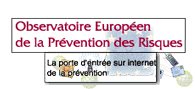 Observatoire Européen
de la Prévention des Risques
La porte d'entrée sur internet
de la prévention